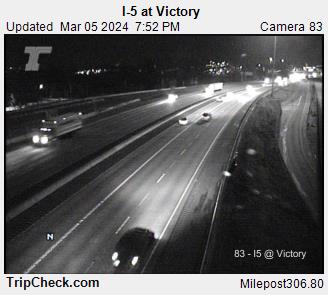 I-5 at Victory
Updated Mar 05 2024 7:52 PM Camera 83
T
N
83 - I5 @ Victory
TripCheck.com Milepost306.80